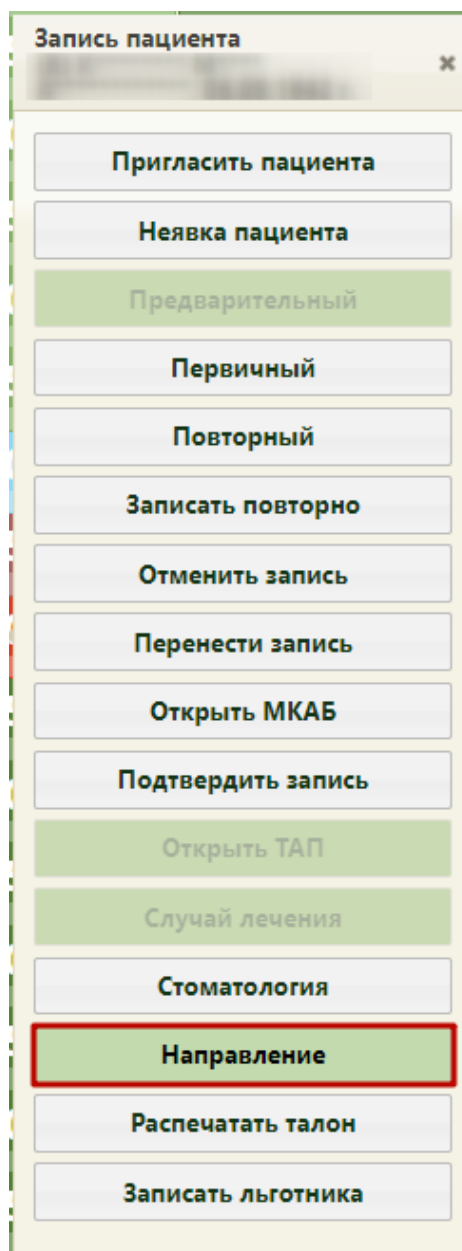 Запись пациента
Пригласить пациента
Неявка пациента
Предварительный
Первичный
Повторный
Записать повторно
Отменить запись
Перенести запись
Открыть МКАБ
Подтвердить запись
Открыть ТАП
Случай лечения
Стоматология
Направление
Распечатать талон
Записать льготника